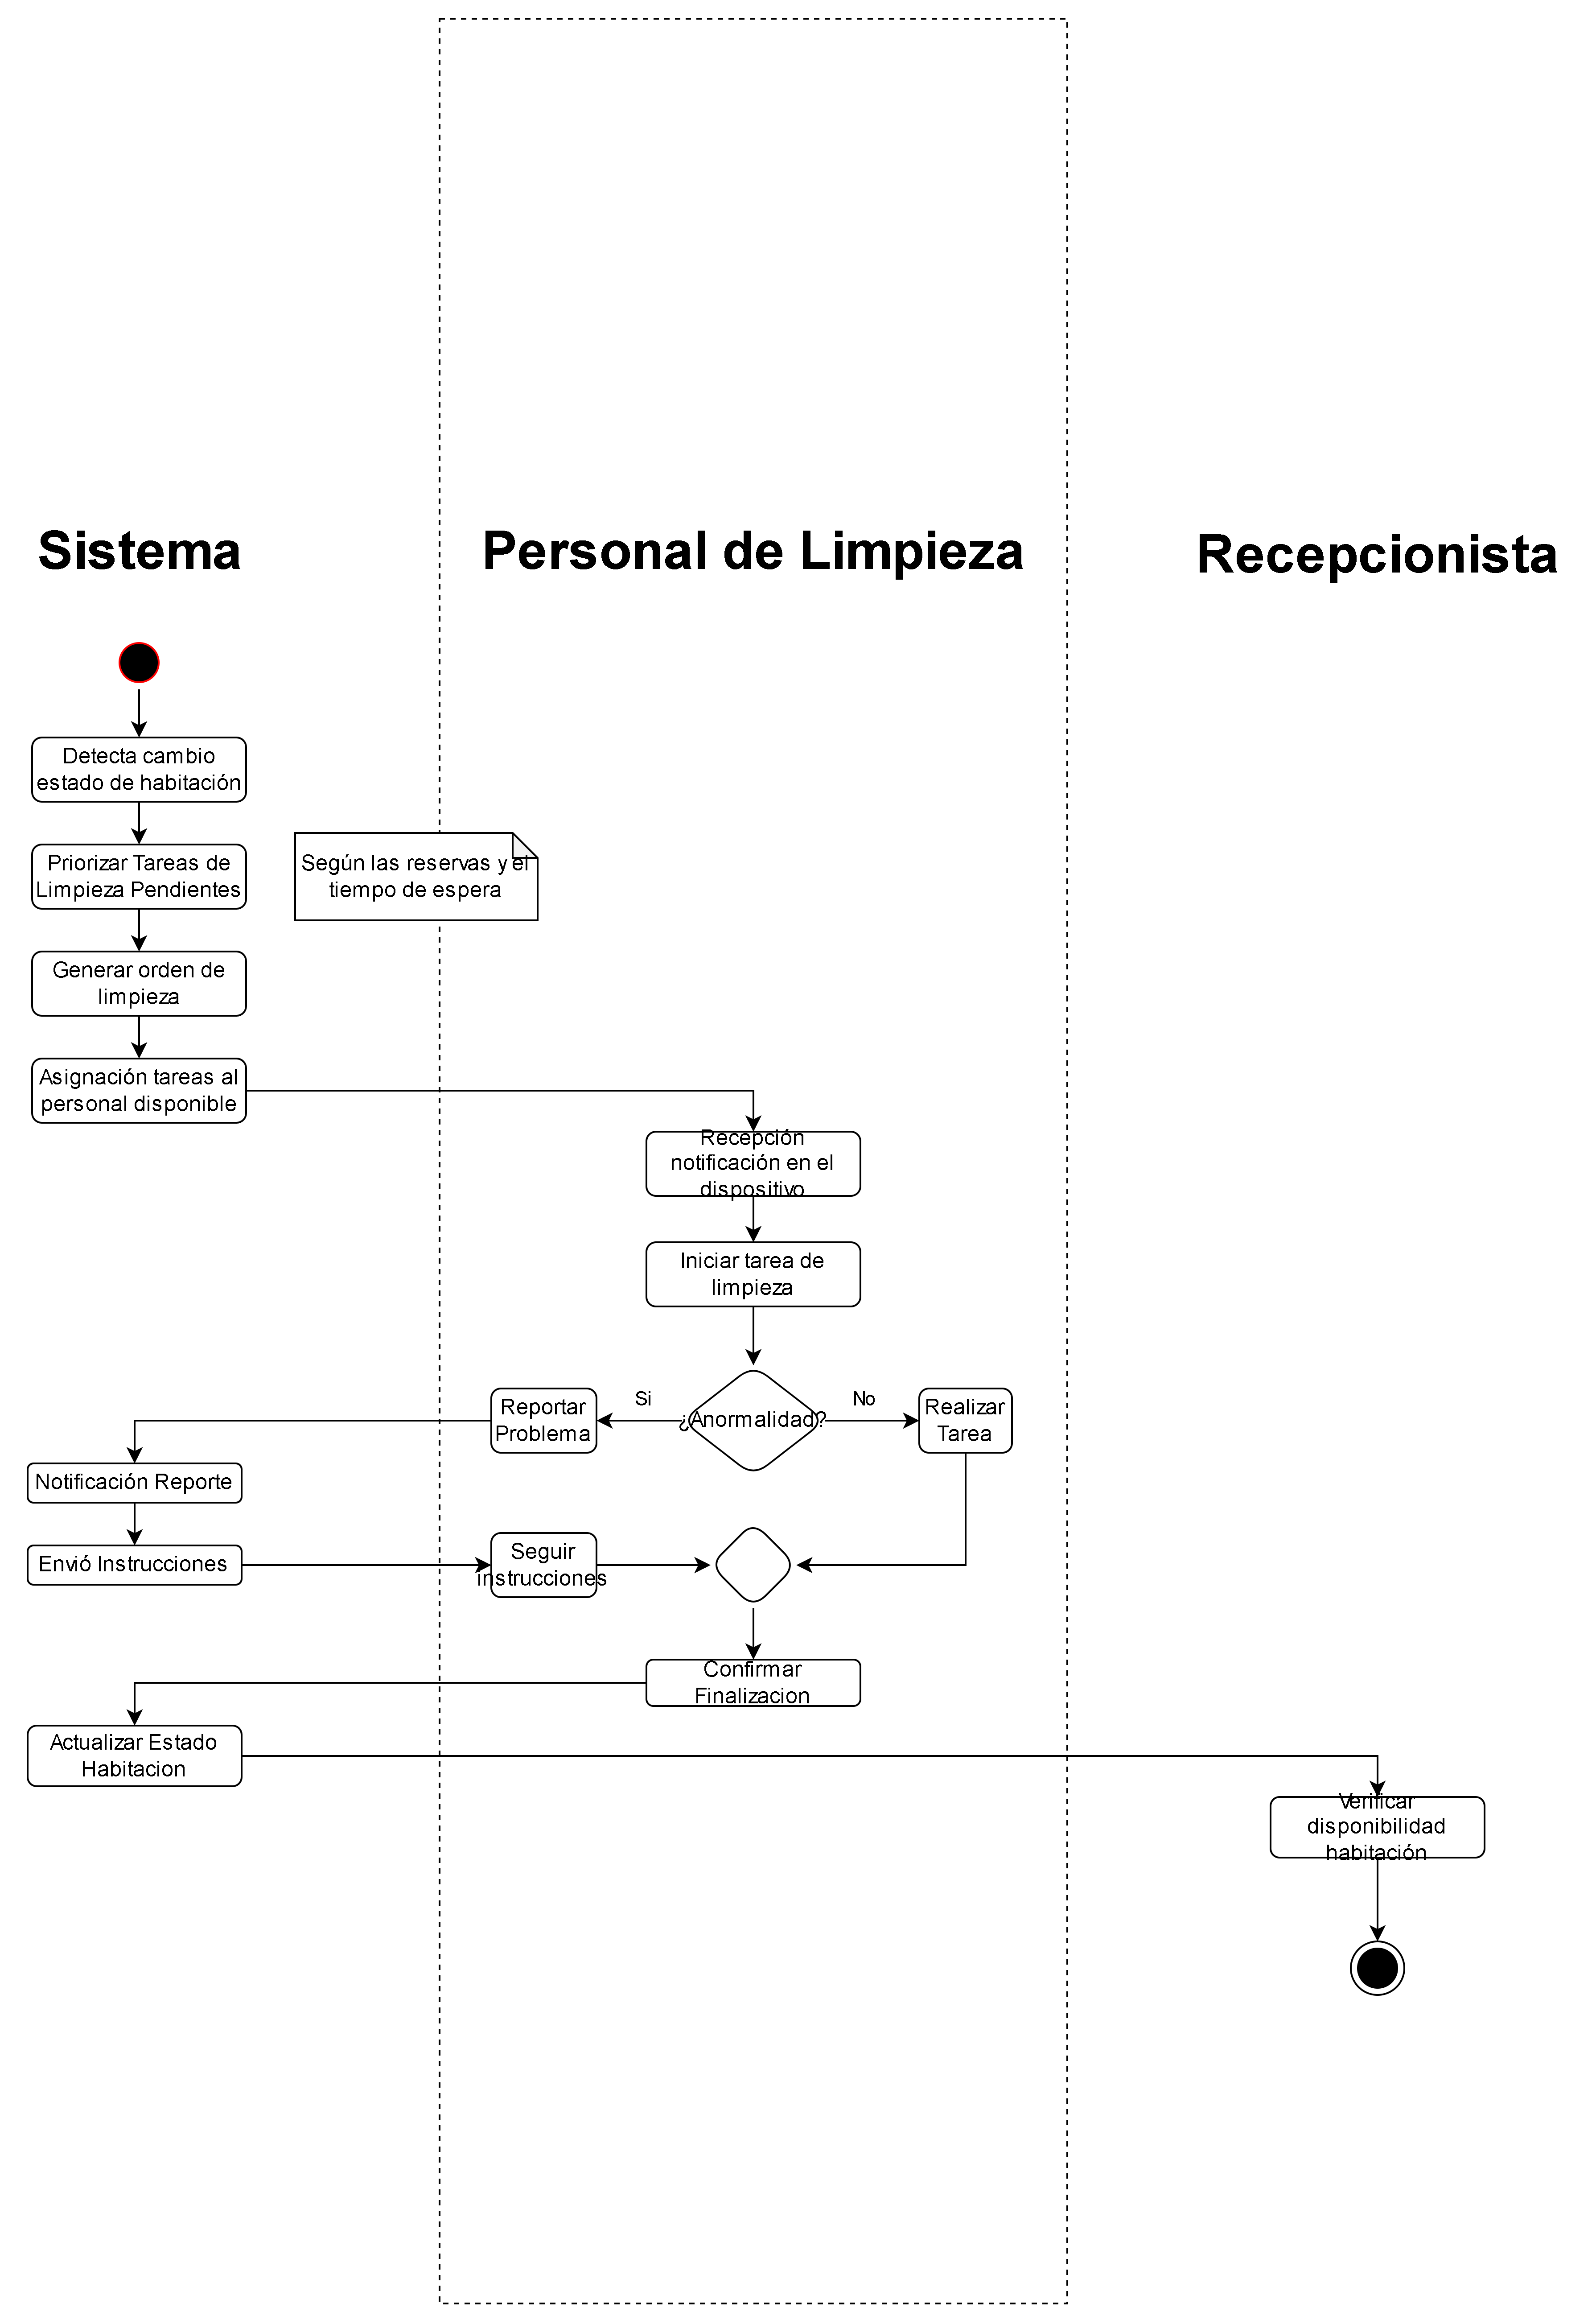 Sistema
Personal de Limpieza
Recepcionista
Detecta cambio
estado de habitación
Priorizar Tareas de
Limpieza Pendientes
Según las reservas y el
tiempo de espera
Generar orden de
limpieza
Asignación tareas al
personal disponible
Recepción
notificación en el
dispositivo
Iniciar tarea de
limpieza
Reportar
Problema
Si
¿Anormalidad?
No
Realizar
Tarea
Notificación Reporte
Envió Instrucciones
Seguir
instrucciones
Confirmar
Finalizacion
Actualizar Estado
Habitacion
Verificar
disponibilidad
habitación